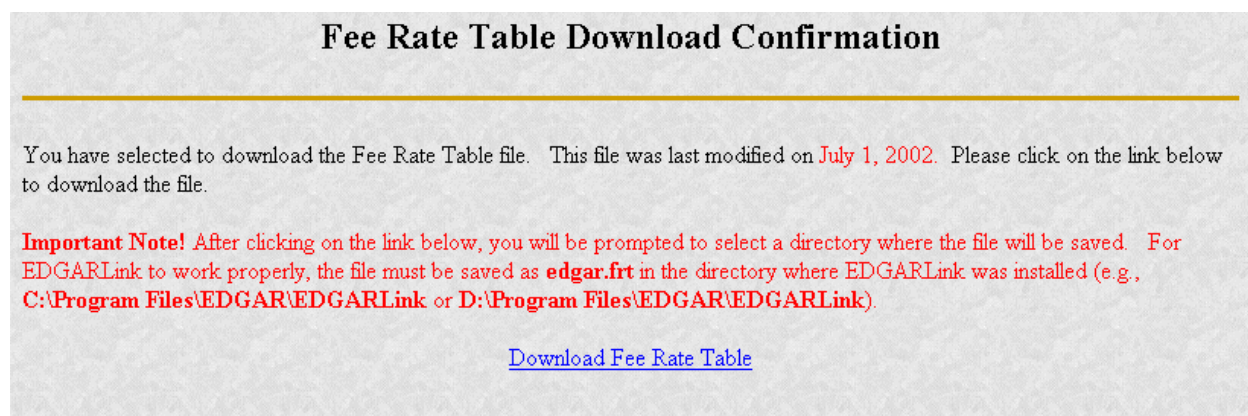 Fee Rate Table Download Confirmation
You have selected to download the Fee Rate Table file. This file was last modified on July 1, 2002. Please click on the link below
to download the file.
Important Note! After clicking on the link below, you will be prompted to select a directory where the file will be saved. For
EDGARLink to work properly, the file must be saved as edgar.frt in the directory where EDGARLink was installed (e.g.,
C:\Program Files\EDGAR\EDGARLink or D:\Program Files\EDGAR\EDGARLink).
Download Fee Rate Table